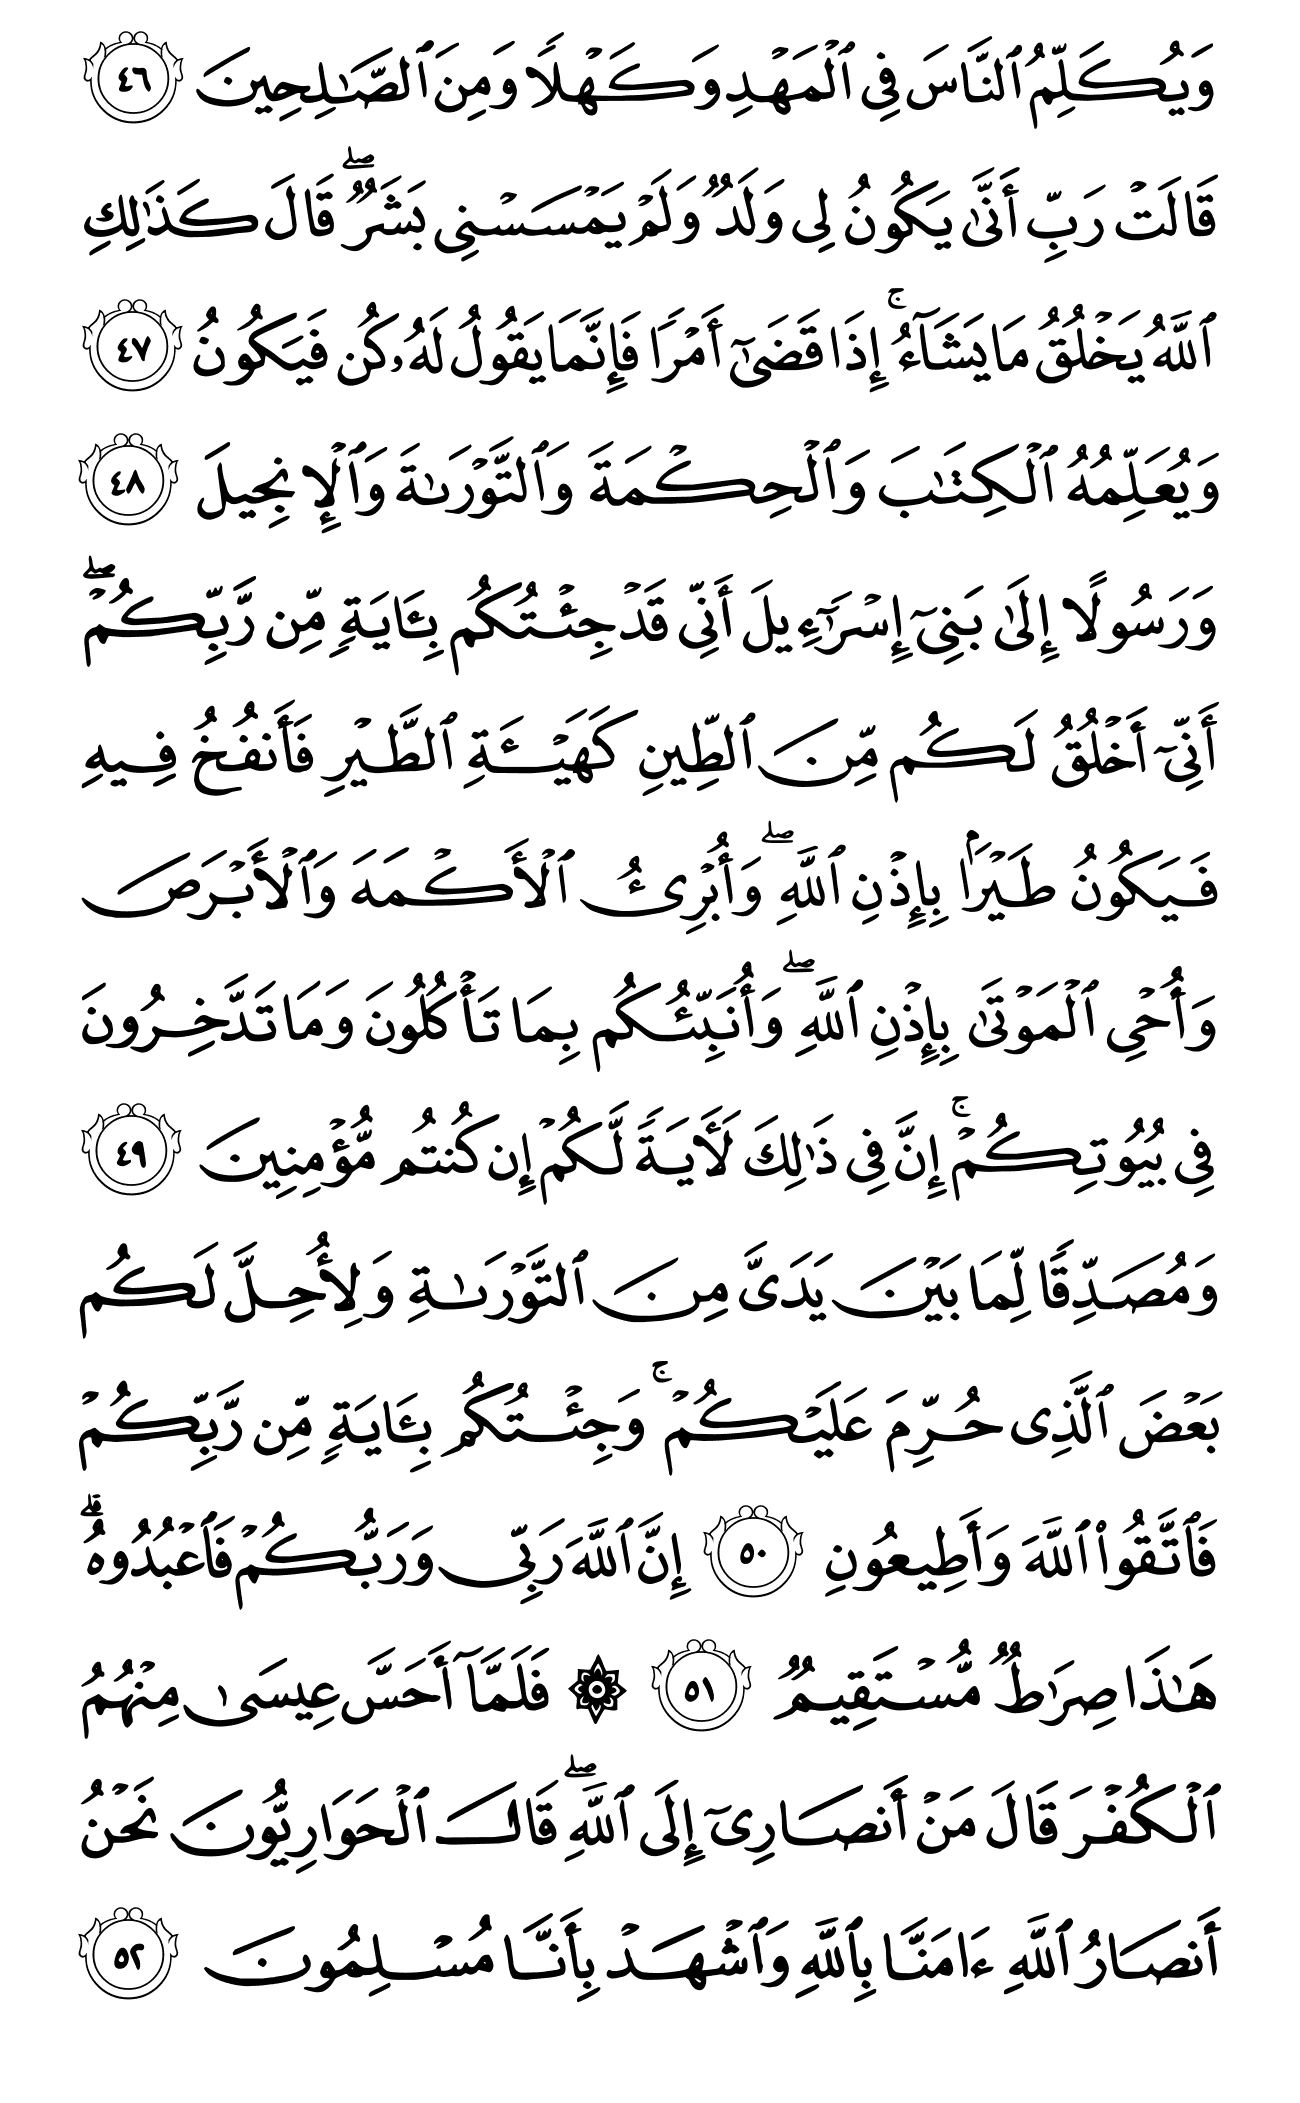 وَيُكَلِّمُ ٱلنَّاسَ فِى ٱلْمَهْدِ وَكَهْلًا وَمِنَ ٱلصَّـٰلِحِينَ ٤٦
قَالَتْ رَبِّ أَنَّىٰ يَكُونُ لِى وَلَدٌ وَلَمْ يَمْسَسْنِى بَشَرٌ ۖ قَالَ كَذَٰلِكِ
ٱللَّهُ يَخْلُقُ مَا يَشَآءُ ۚ إِذَا قَضَىٰٓ أَمْرًا فَإِنَّمَا يَقُولُ لَهُۥ كُن فَيَكُونُ ٤٧
وَيُعَلِّمُهُ ٱلْكِتَـٰبَ وَٱلْحِكْمَةَ وَٱلتَّوْرَىٰةَ وَٱلْإِنجِيلَ ٤٨
وَرَسُولًا إِلَىٰ بَنِىٓ إِسْرَٰٓءِيلَ أَنِّى قَدْ جِئْتُكُم بِـَٔايَةٍ مِّن رَّبِّكُمْ ۖ
أَنِّىٓ أَخْلُقُ لَكُم مِّنَ ٱلطِّينِ كَهَيْـَٔةِ ٱلطَّيْرِ فَأَنفُخُ فِيهِ
فَيَكُونُ طَيْرًۢا بِإِذْنِ ٱللَّهِ ۖ وَأُبْرِئُ ٱلْأَكْمَهَ وَٱلْأَبْرَصَ
وَأُحْىِ ٱلْمَوْتَىٰ بِإِذْنِ ٱللَّهِ ۖ وَأُنَبِّئُكُم بِمَا تَأْكُلُونَ وَمَا تَدَّخِرُونَ
فِى بُيُوتِكُمْ ۚ إِنَّ فِى ذَٰلِكَ لَـَٔايَةً لَّكُمْ إِن كُنتُم مُّؤْمِنِينَ ٤٩
وَمُصَدِّقًا لِّمَا بَيْنَ يَدَىَّ مِنَ ٱلتَّوْرَىٰةِ وَلِأُحِلَّ لَكُم
بَعْضَ ٱلَّذِى حُرِّمَ عَلَيْكُمْ ۚ وَجِئْتُكُم بِـَٔايَةٍ مِّن رَّبِّكُمْ
فَٱتَّقُوا۟ ٱللَّهَ وَأَطِيعُونِ ٥٠ إِنَّ ٱللَّهَ رَبِّى وَرَبُّكُمْ فَٱعْبُدُوهُ ۗ
هَـٰذَا صِرَٰطٌ مُّسْتَقِيمٌ ٥١ ۞ فَلَمَّآ أَحَسَّ عِيسَىٰ مِنْهُمُ
ٱلْكُفْرَ قَالَ مَنْ أَنصَارِىٓ إِلَى ٱللَّهِ ۖ قَالَ ٱلْحَوَارِيُّونَ نَحْنُ
أَنصَارُ ٱللَّهِ ءَامَنَّا بِٱللَّهِ وَٱشْهَدْ بِأَنَّا مُسْلِمُونَ ٥٢